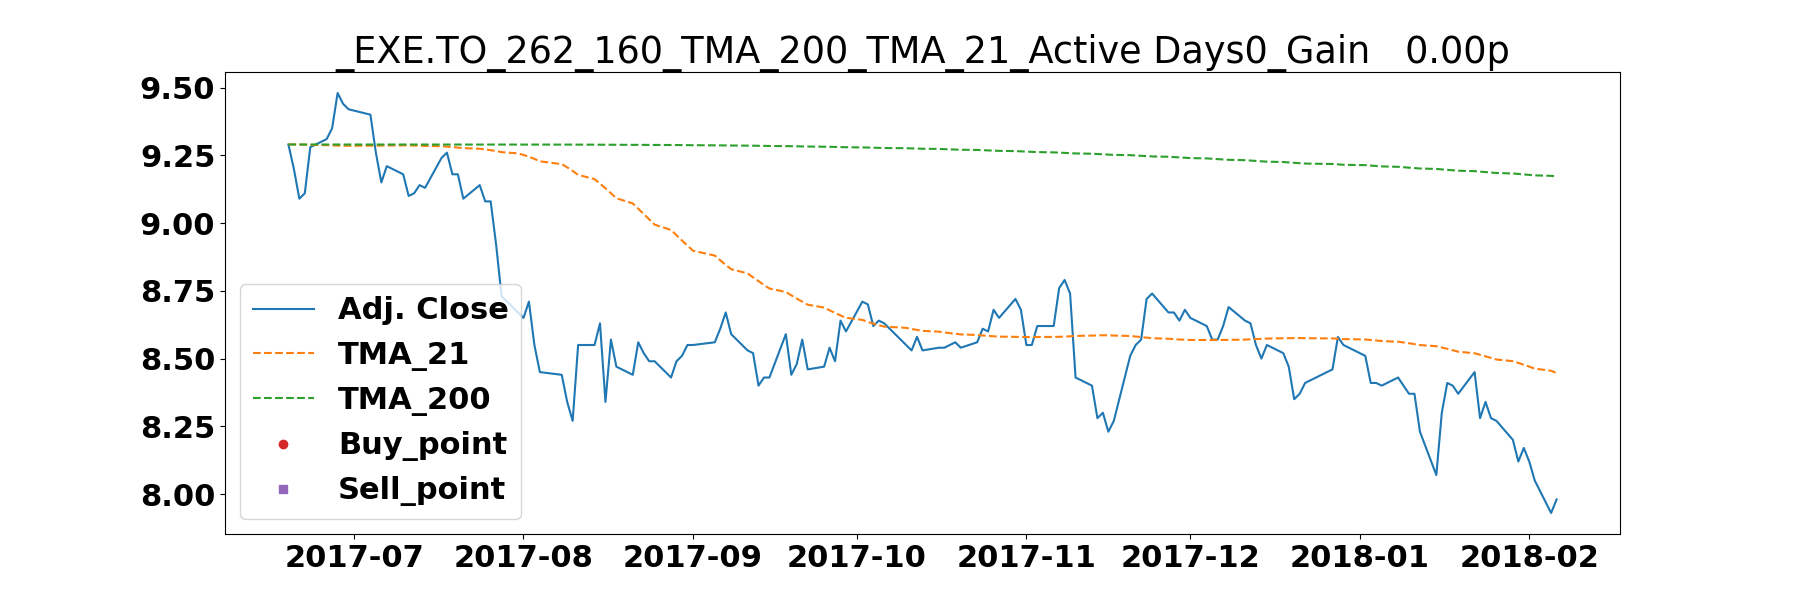 _EXE.TO_262_160_TMA_200_TMA_21_Active Days0_Gain   0.00p
9.50
9.25
9.00
8.75
8.50
8.25
8.00
Adj. Close
TMA_21
TMA_200
Buy_point
Sell_point
2017-07 2017-08 2017-09 2017-10 2017-11 2017-12 2018-01 2018-02